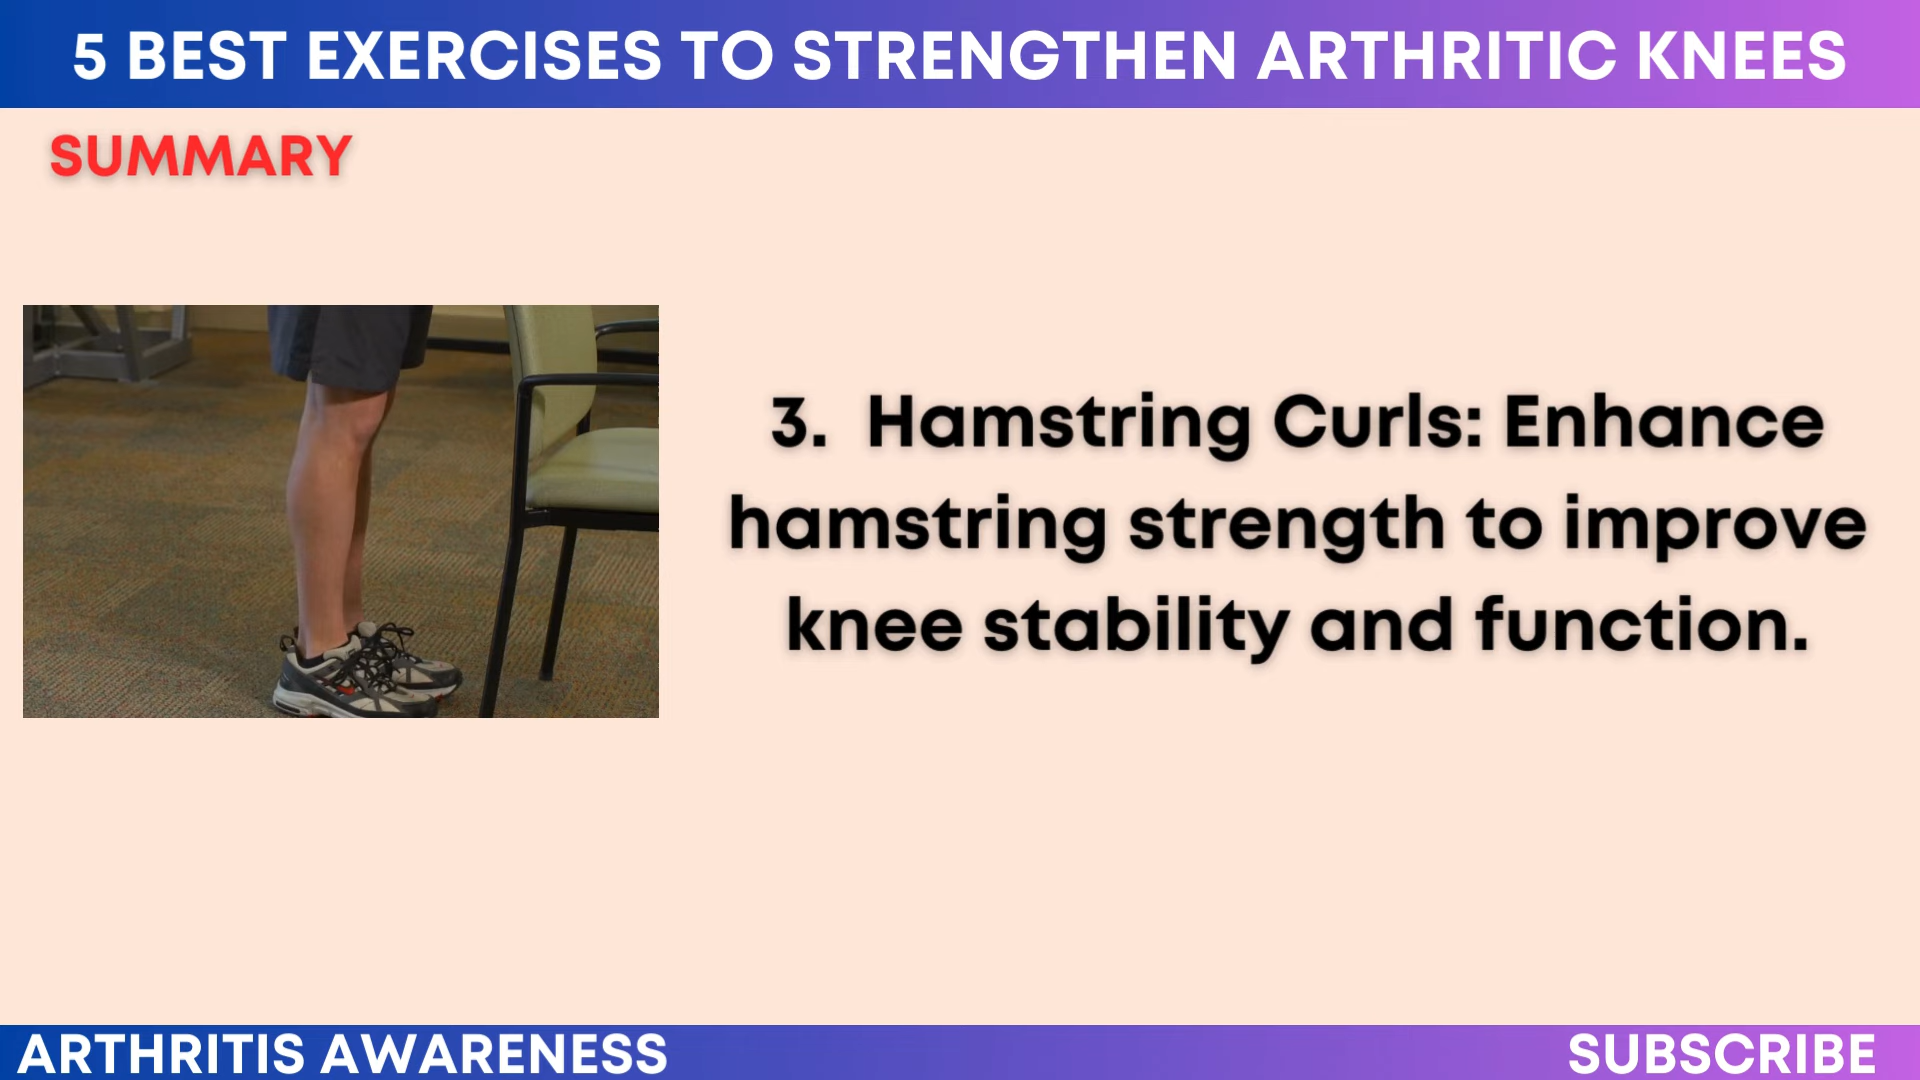 5 BEST EXERCISES TO STRENGTHEN ARTHRITIC KNEES
SUMMARY
3. Hamstring Curls: Enhance
hamstring strength to improve
knee stability and function.
ARTHRITIS AWARENESS
SUBSCRIBE